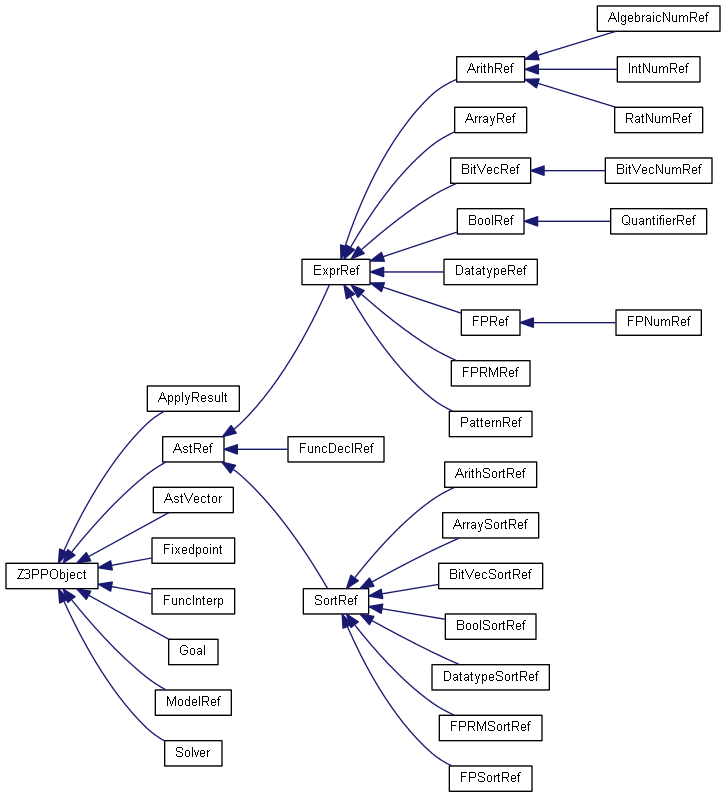 AlgebraicNumRef
ArithRef
IntNumRef
RatNumRef
ArrayRef
BitVecRef
BitVecNumRef
BoolRef
QuantifierRef
ExprRef
DatatypeRef
FPRef
FPNumRef
FPRMRef
ApplyResult
PatternRef
AstRef
FuncDeclRef
ArithSortRef
AstVector
ArraySortRef
Fixedpoint
Z3PPObject
BitVecSortRef
FuncInterp
SortRef
BoolSortRef
Goal
DatatypeSortRef
ModelRef
FPRMSortRef
Solver
FPSortRef